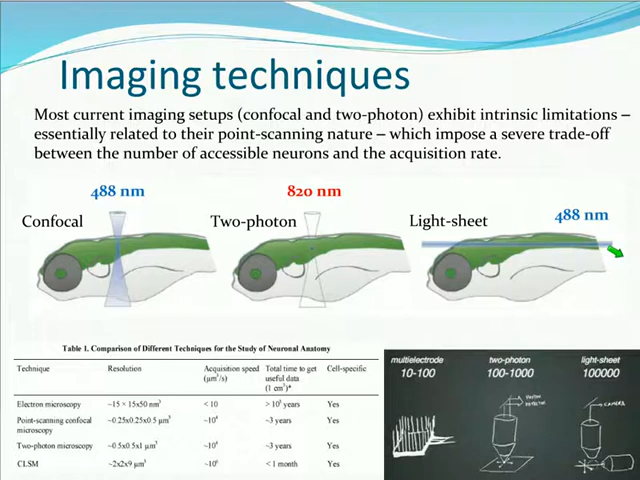 Imaging techniques
Most current imaging setups (confocal and two-photon) exhibit intrinsic limitations –
essentially related to their point-scanning nature – which impose a severe trade-off
between the number of accessible neurons and the acquisition rate.
488 nm
820 nm
488 nm
Confocal
Two-photon
Light-sheet
Table 1. Comparison of Different Techniques for the Study of Neuronal Anatomy
Technique Resolution Acquisition speed Total time to get Cell-specific
(μm³/s) useful data
(1 cm³)*
Electron microscopy ~15 × 15x50 nm³ < 10 years Yes
Point-scanning confocal ~0.25x0.25x0.5 μm³ ~3 years Yes
microscopy
Two-photon microscopy ~0.5x0.5x1 μm³ ~3 years Yes
CLSM ~2x2x9 μm³ < 1 month Yes
multielectrode two-photon light-sheet
10-100 100-1000 100000
PHOTON
DETECTOR
CAMERA